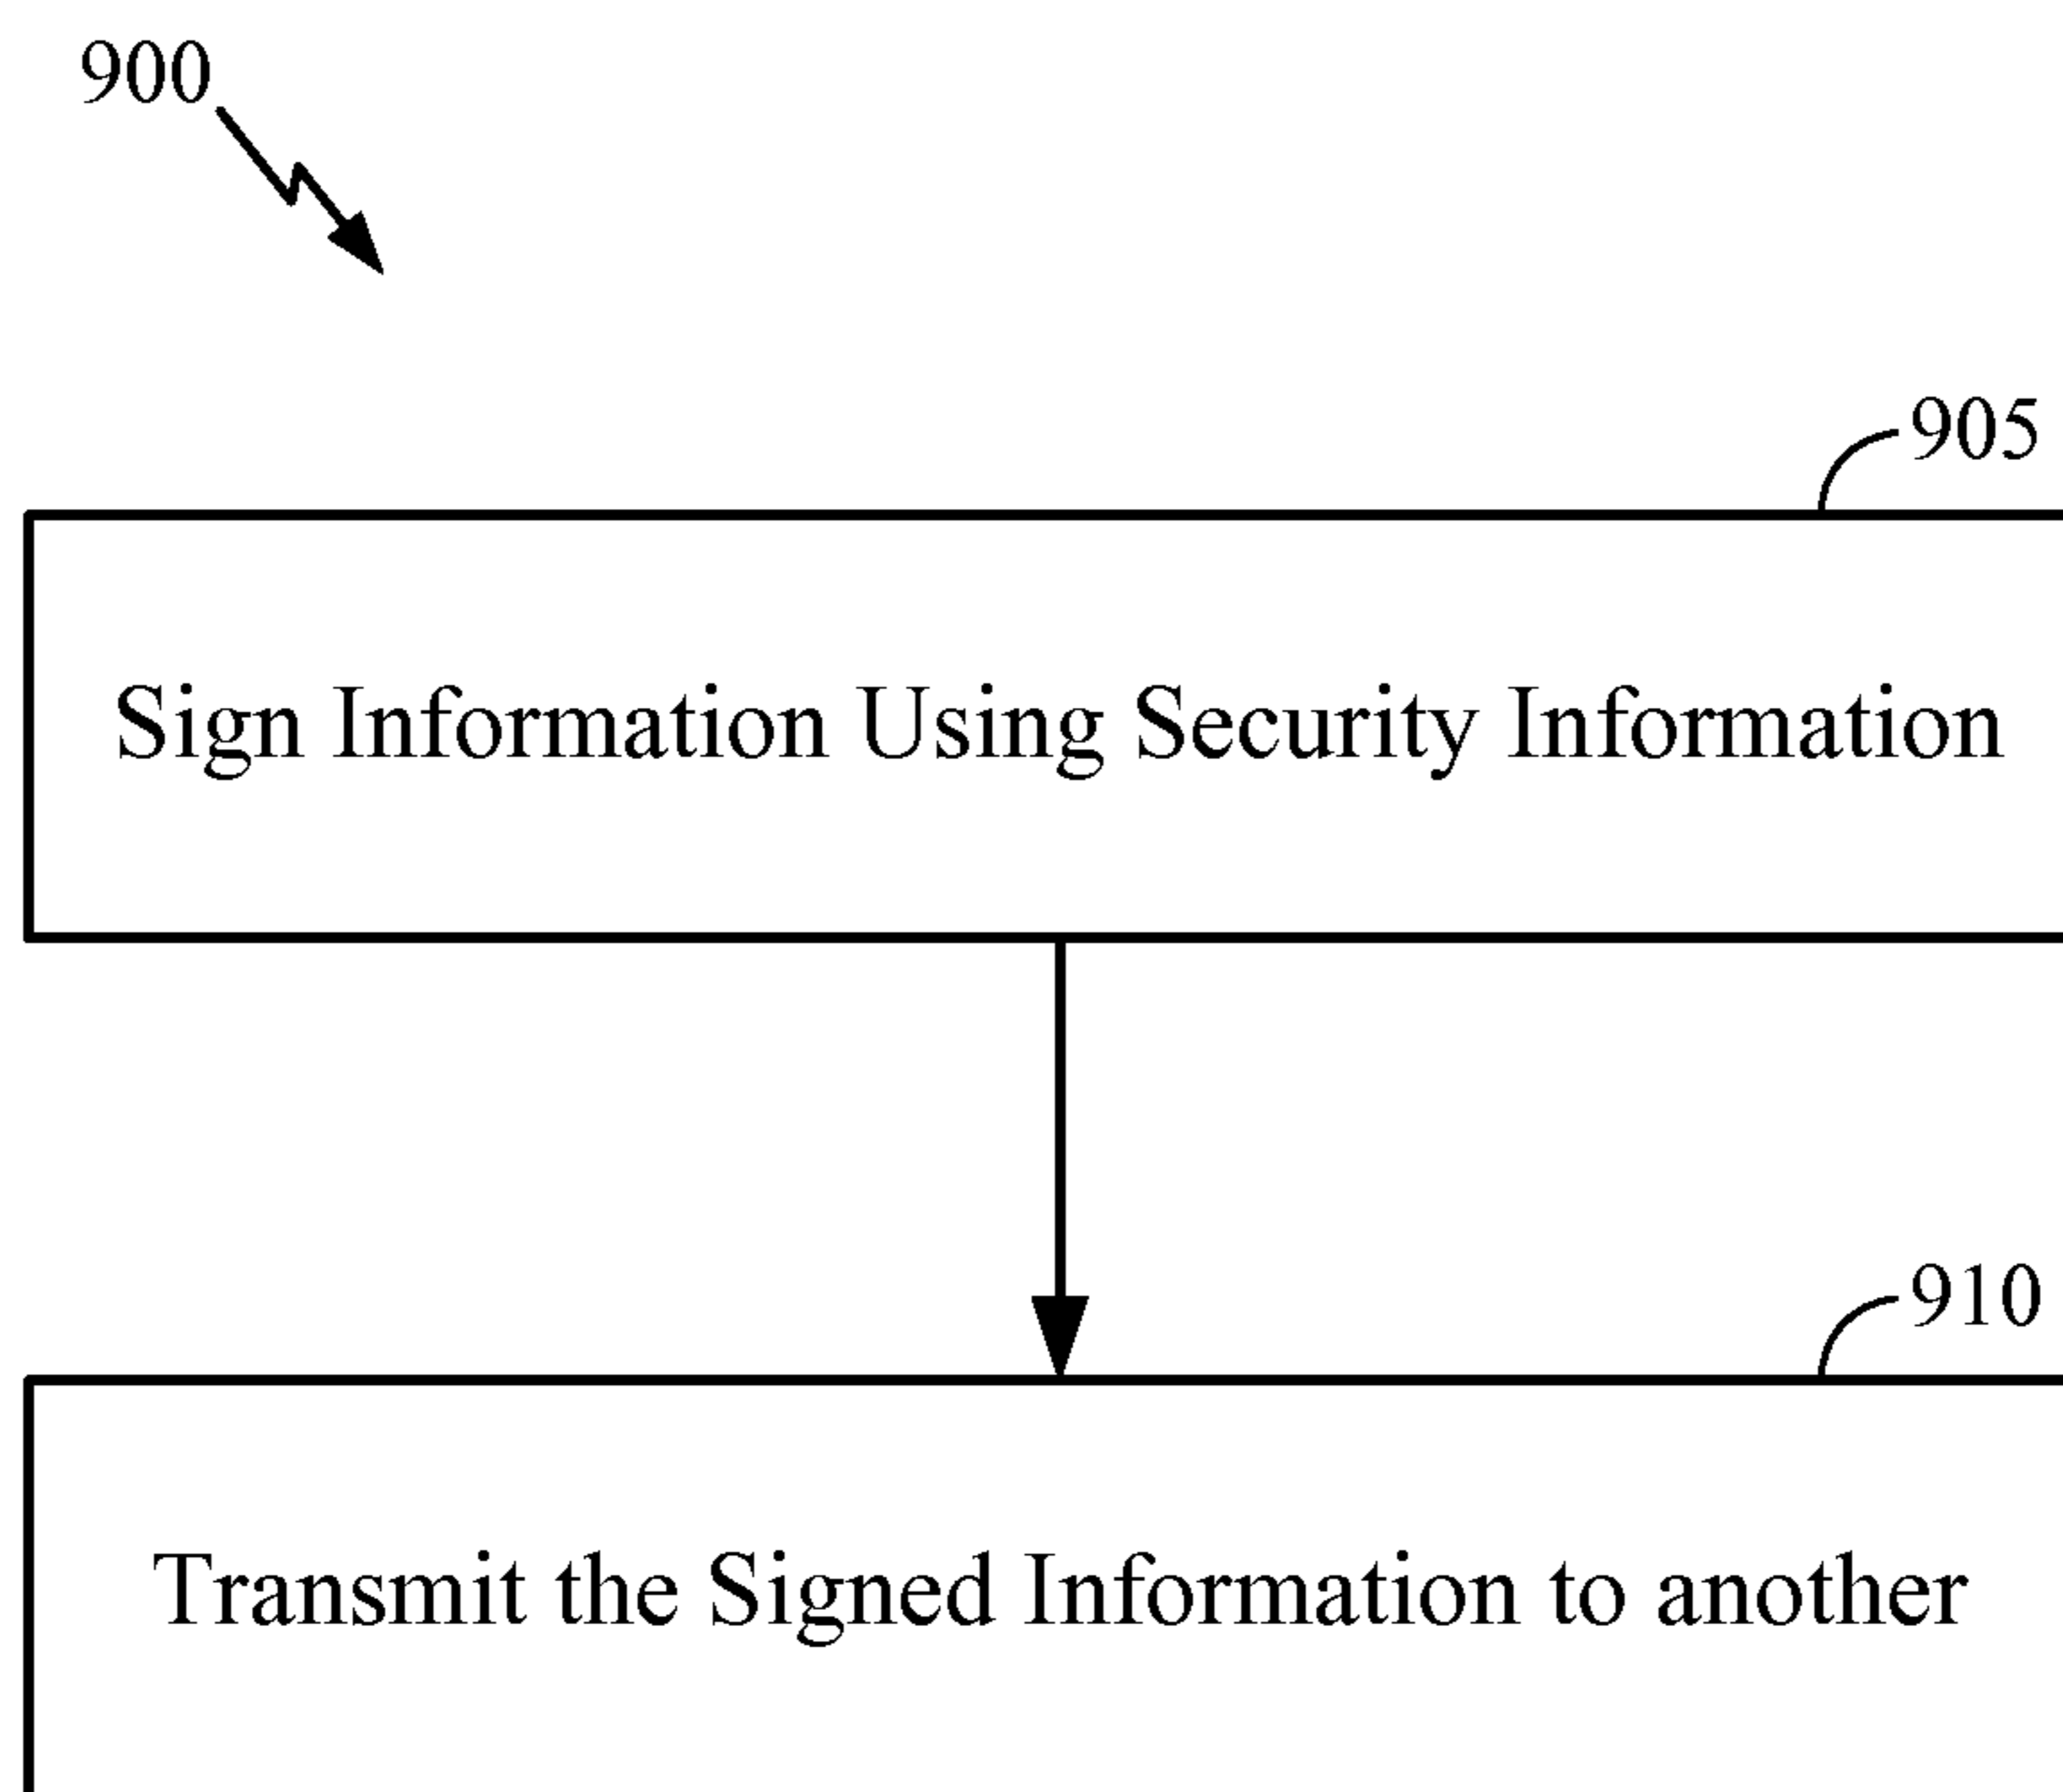 900
905
Sign Information Using Security Information
910
Transmit the Signed Information to another